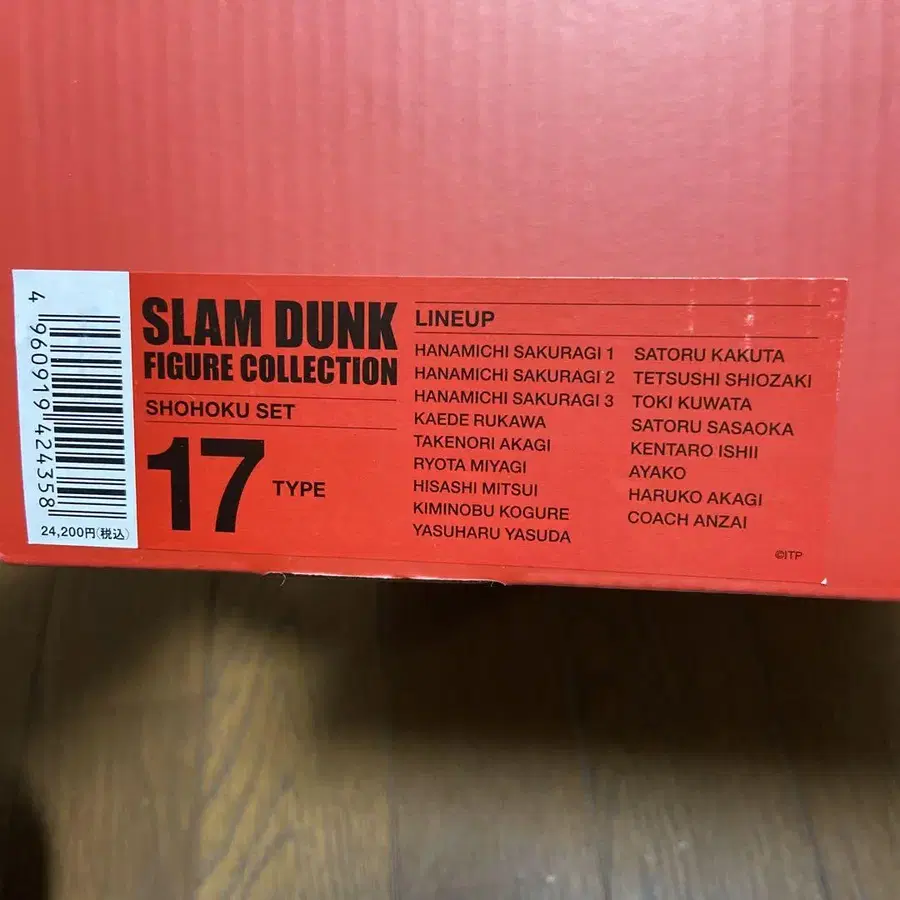 4 960919 424358
24,200円(税込)
SLAM DUNK
FIGURE COLLECTION
SHOHOKU SET
17 TYPE
LINEUP
HANAMICHI SAKURAGI 1
HANAMICHI SAKURAGI 2
HANAMICHI SAKURAGI 3
KAEDE RUKAWA
TAKENORI AKAGI
RYOTA MIYAGI
HISASHI MITSUI
KIMINOBU KOGURE
YASUHARU YASUDA
SATORU KAKUTA
TETSUSHI SHIOZAKI
TOKI KUWATA
SATORU SASAOKA
KENTARO ISHII
AYAKO
HARUKO AKAGI
COACH ANZAI
©ITP